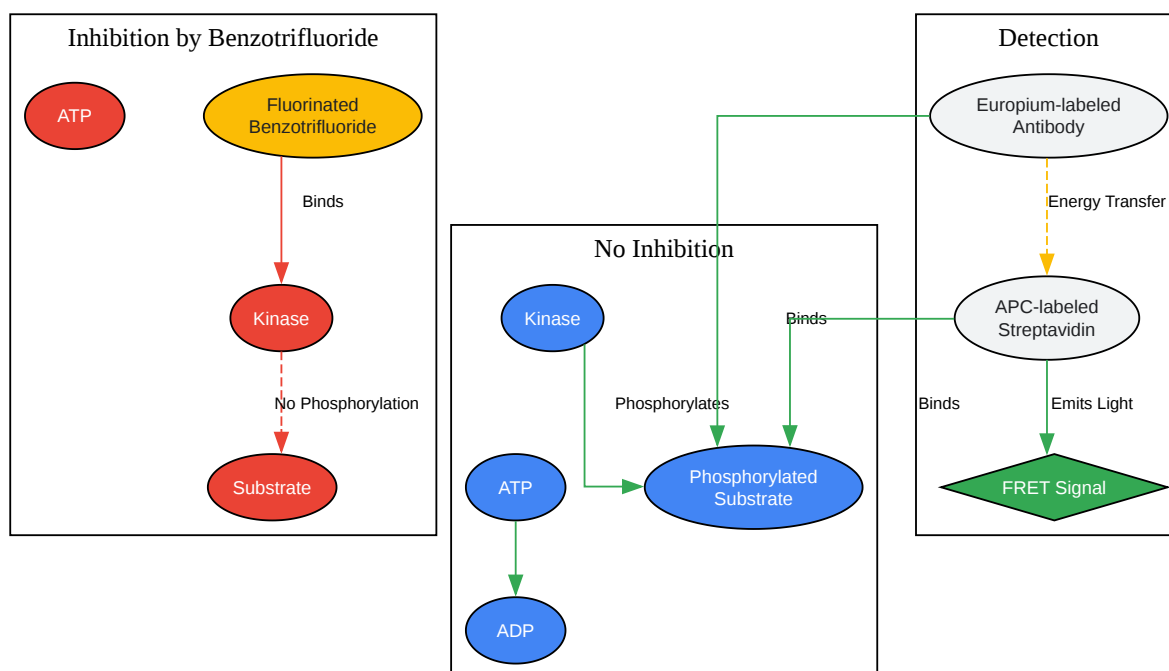 Inhibition by Benzotrifluoride
ATP
Fluorinated
Benzotrifluoride
Binds
Kinase
No Phosphorylation
Substrate
No Inhibition
Kinase
Phosphorylates
ATP
Phosphorylated
Substrate
ADP
Detection
Europium-labeled
Antibody
Energy Transfer
APC-labeled
Streptavidin
Binds
Binds
Emits Light
FRET Signal